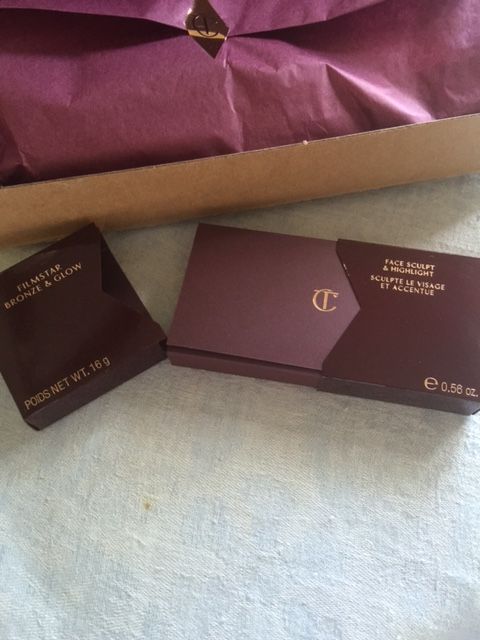 FILMSTAR
BRONZE & GLOW
POIDS NET WT. 16 g
CT
FACE SCULPT
& HIGHLIGHT
SCULPTE LE VISAGE
ET ACCENTUE
℮ 0.56 oz.